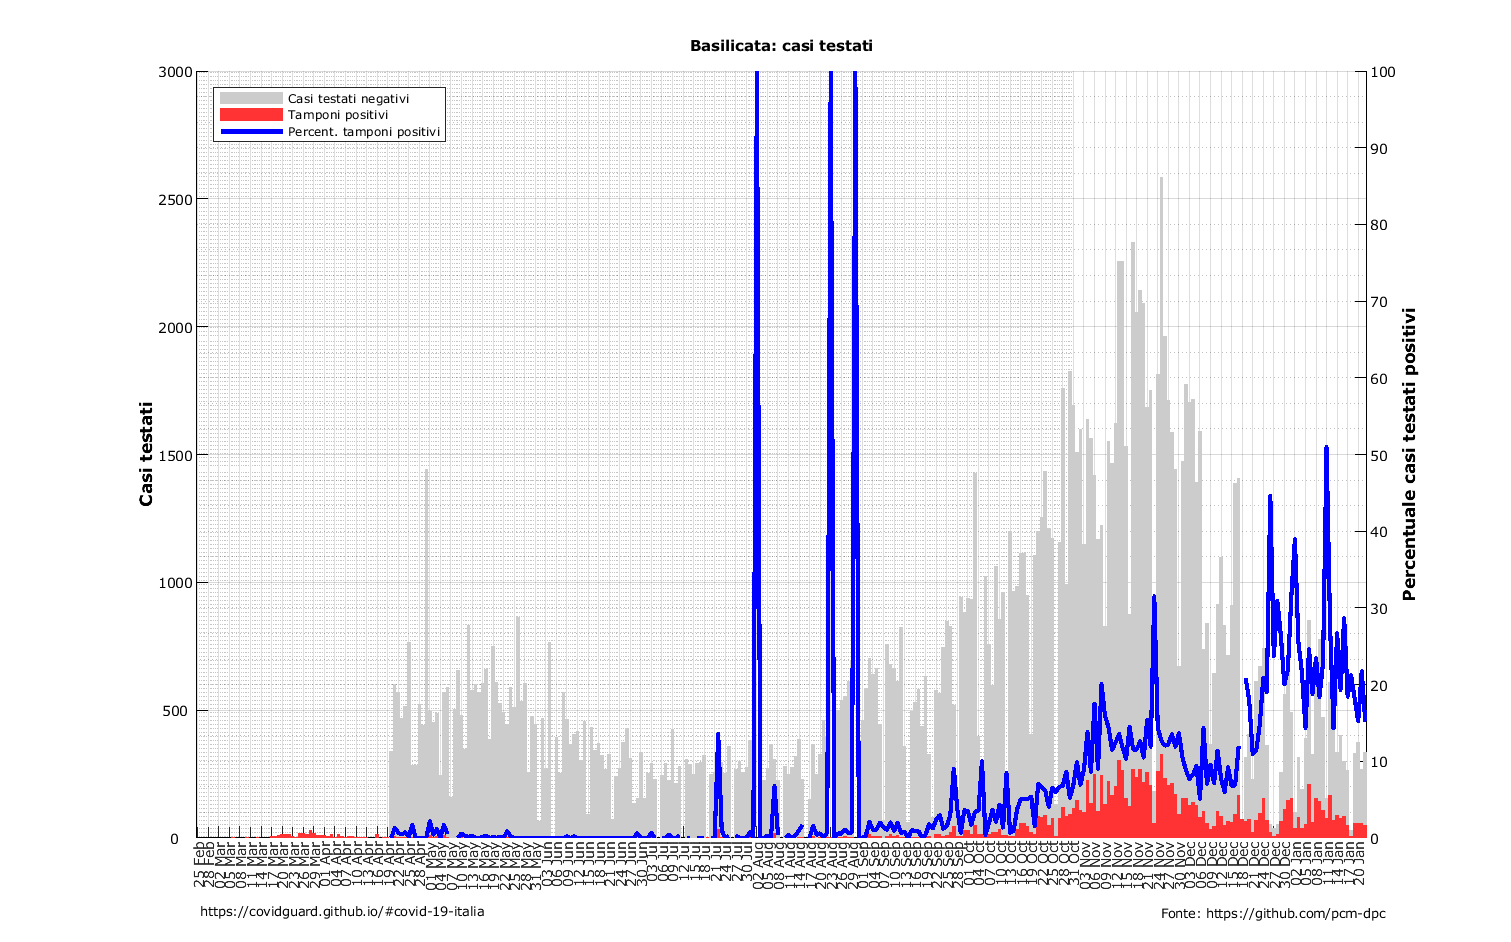 Basilicata: casi testati
3000
2500
2000
1500
1000
500
0
100
90
80
70
60
50
40
30
20
10
0
Casi testati negativi
Tamponi positivi
Percent. tamponi positivi
Casi testati
Percentuale casi testati positivi
25 Feb
28 Feb
02 Mar
05 Mar
08 Mar
11 Mar
14 Mar
17 Mar
20 Mar
23 Mar
26 Mar
29 Mar
01 Apr
04 Apr
07 Apr
10 Apr
13 Apr
16 Apr
19 Apr
22 Apr
25 Apr
28 Apr
01 May
04 May
07 May
10 May
13 May
16 May
19 May
22 May
25 May
28 May
31 May
03 Jun
06 Jun
09 Jun
12 Jun
15 Jun
18 Jun
21 Jun
24 Jun
27 Jun
30 Jun
03 Jul
06 Jul
09 Jul
12 Jul
15 Jul
18 Jul
21 Jul
24 Jul
27 Jul
30 Jul
02 Aug
05 Aug
08 Aug
11 Aug
14 Aug
17 Aug
20 Aug
23 Aug
26 Aug
29 Aug
01 Sep
04 Sep
07 Sep
10 Sep
13 Sep
16 Sep
19 Sep
22 Sep
25 Sep
28 Sep
01 Oct
04 Oct
07 Oct
10 Oct
13 Oct
16 Oct
19 Oct
22 Oct
25 Oct
28 Oct
31 Oct
03 Nov
06 Nov
09 Nov
12 Nov
15 Nov
18 Nov
21 Nov
24 Nov
27 Nov
30 Nov
03 Dec
06 Dec
09 Dec
12 Dec
15 Dec
18 Dec
21 Dec
24 Dec
27 Dec
30 Dec
02 Jan
05 Jan
08 Jan
11 Jan
14 Jan
17 Jan
20 Jan
https://covidguard.github.io/#covid-19-italia
Fonte: https://github.com/pcm-dpc